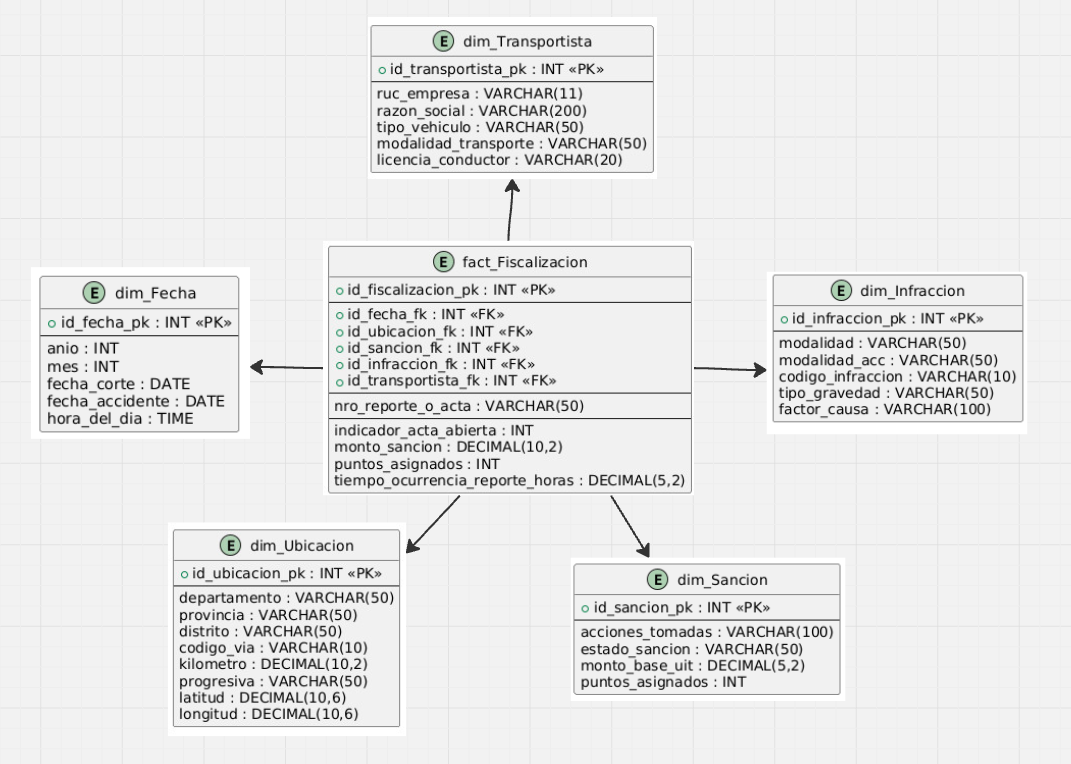 E dim_Transportista
id_transportista_pk : INT «PK»
ruc_empresa : VARCHAR(11)
razon_social : VARCHAR(200)
tipo_vehiculo : VARCHAR(50)
modalidad_transporte : VARCHAR(50)
licencia_conductor : VARCHAR(20)
E dim_Fecha
id_fecha_pk : INT «PK»
anio : INT
mes : INT
fecha_corte : DATE
fecha_accidente : DATE
hora_del_dia : TIME
E fact_Fiscalizacion
id_fiscalizacion_pk : INT «PK»
id_fecha_fk : INT «FK»
id_ubicacion_fk : INT «FK»
id_sancion_fk : INT «FK»
id_infraccion_fk : INT «FK»
id_transportista_fk : INT «FK»
nro_reporte_o_acta : VARCHAR(50)
indicador_acta_abierta : INT
monto_sancion : DECIMAL(10,2)
puntos_asignados : INT
tiempo_ocurrencia_reporte_horas : DECIMAL(5,2)
E dim_Infraccion
id_infraccion_pk : INT «PK»
modalidad : VARCHAR(50)
modalidad_acc : VARCHAR(50)
codigo_infraccion : VARCHAR(10)
tipo_gravedad : VARCHAR(50)
factor_causa : VARCHAR(100)
E dim_Ubicacion
id_ubicacion_pk : INT «PK»
departamento : VARCHAR(50)
provincia : VARCHAR(50)
distrito : VARCHAR(50)
codigo_via : VARCHAR(10)
kilometro : DECIMAL(10,2)
progresiva : VARCHAR(50)
latitud : DECIMAL(10,6)
longitud : DECIMAL(10,6)
E dim_Sancion
id_sancion_pk : INT «PK»
acciones_tomadas : VARCHAR(100)
estado_sancion : VARCHAR(50)
monto_base_uit : DECIMAL(5,2)
puntos_asignados : INT